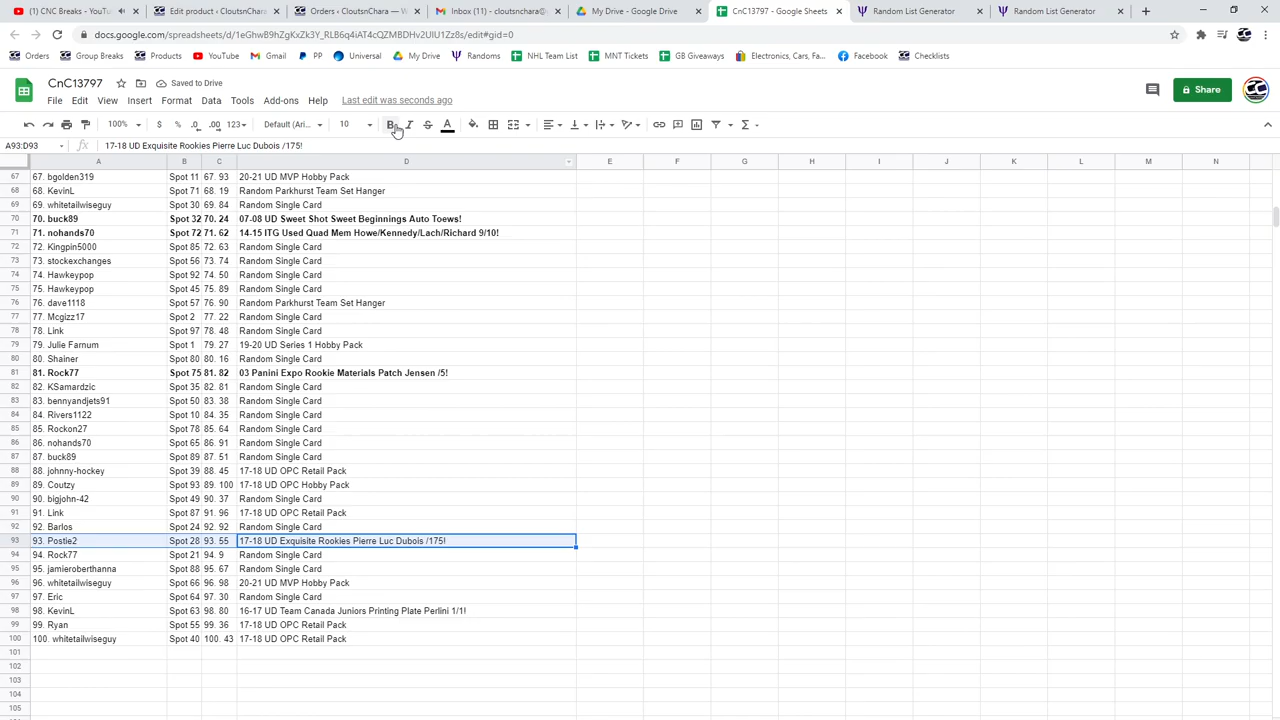 (1) CNC Breaks - YouT
Edit product ‹ CloutsnChara
Orders ‹ CloutsnChara — W
Inbox (11) - cloutsnchara@
My Drive - Google Drive
CnC13797 - Google Sheets
Random List Generator
Random List Generator
docs.google.com/spreadsheets/d/1eGhwB9hZgKxZk3Y_RLB6q4iAT4cQZMBDHv2UIU1Zz8s/edit#gid=0
Orders
Group Breaks
Products
YouTube
Gmail
PP
Universal
My Drive
Randoms
NHL Team List
MNT Tickets
GB Giveaways
Electronics, Cars, Fa...
Facebook
Checklists
CnC13797
Saved to Drive
File Edit View Insert Format Data Tools Add-ons Help Last edit was seconds ago
Share
100% $ % .0 .00 123 Default (Ari... 10 B I S A
A93:D93 fx 17-18 UD Exquisite Rookies Pierre Luc Dubois /175!
A B C D E F G H I J K L M N
67 67. bgolden319 Spot 11 67. 93 20-21 UD MVP Hobby Pack
68 68. KevinL Spot 71 68. 19 Random Parkhurst Team Set Hanger
69 69. whitetailwiseguy Spot 30 69. 84 Random Single Card
70 70. buck89 Spot 32 70. 24 07-08 UD Sweet Shot Sweet Beginnings Auto Toews!
71 71. nohands70 Spot 72 71. 62 14-15 ITG Used Quad Mem Howe/Kennedy/Lach/Richard 9/10!
72 72. Kingpin5000 Spot 85 72. 63 Random Single Card
73 73. stockexchanges Spot 56 73. 74 Random Single Card
74 74. Hawkeypop Spot 92 74. 50 Random Single Card
75 75. Hawkeypop Spot 45 75. 89 Random Single Card
76 76. dave1118 Spot 57 76. 90 Random Parkhurst Team Set Hanger
77 77. Mcgizz17 Spot 2 77. 22 Random Single Card
78 78. Link Spot 97 78. 48 Random Single Card
79 79. Julie Farnum Spot 1 79. 27 19-20 UD Series 1 Hobby Pack
80 80. Shainer Spot 80 80. 16 Random Single Card
81 81. Rock77 Spot 75 81. 82 03 Panini Expo Rookie Materials Patch Jensen /5!
82 82. KSamardzic Spot 35 82. 81 Random Single Card
83 83. bennyandjets91 Spot 50 83. 38 Random Single Card
84 84. Rivers1122 Spot 10 84. 35 Random Single Card
85 85. Rockon27 Spot 78 85. 64 Random Single Card
86 86. nohands70 Spot 65 86. 91 Random Single Card
87 87. buck89 Spot 89 87. 51 Random Single Card
88 88. johnny-hockey Spot 39 88. 45 17-18 UD OPC Retail Pack
89 89. Coutzy Spot 93 89. 100 17-18 UD OPC Hobby Pack
90 90. bigjohn-42 Spot 49 90. 37 Random Single Card
91 91. Link Spot 87 91. 96 17-18 UD OPC Retail Pack
92 92. Barlos Spot 24 92. 92 Random Single Card
93 93. Postie2 Spot 28 93. 55 17-18 UD Exquisite Rookies Pierre Luc Dubois /175!
94 94. Rock77 Spot 21 94. 9 Random Single Card
95 95. jamieroberthanna Spot 88 95. 67 Random Single Card
96 96. whitetailwiseguy Spot 66 96. 98 20-21 UD MVP Hobby Pack
97 97. Eric Spot 64 97. 30 Random Single Card
98 98. KevinL Spot 63 98. 80 16-17 UD Team Canada Juniors Printing Plate Perlini 1/1!
99 99. Ryan Spot 55 99. 36 17-18 UD OPC Retail Pack
100 100. whitetailwiseguy Spot 40 100. 43 17-18 UD OPC Retail Pack
101
102
103
104
105